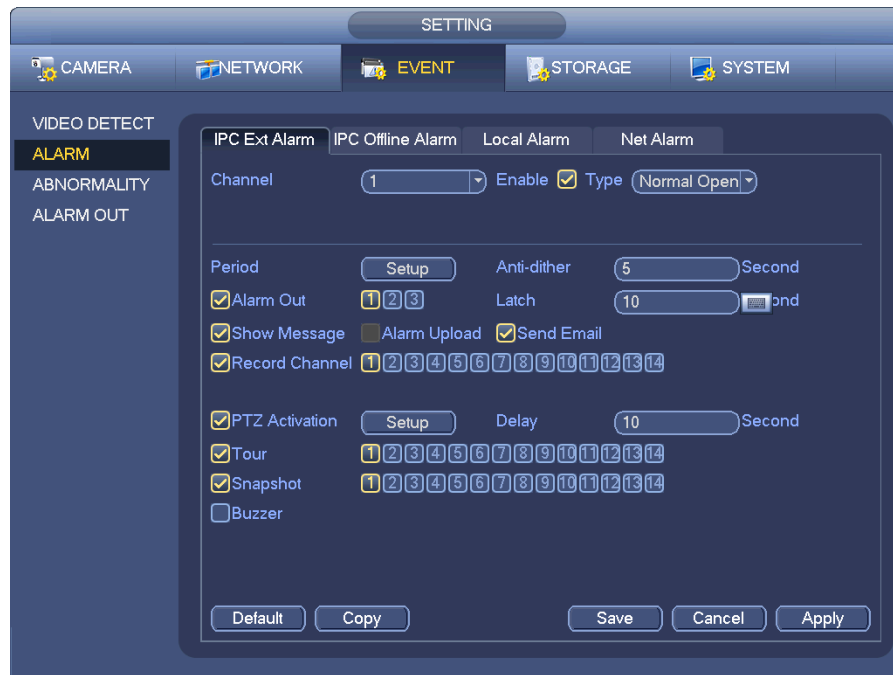 SETTING
CAMERA NETWORK EVENT STORAGE SYSTEM
VIDEO DETECT
ALARM
ABNORMALITY
ALARM OUT
IPC Ext Alarm IPC Offline Alarm Local Alarm Net Alarm
Channel 1 Enable Type Normal Open
Period Setup Anti-dither 5 Second
Alarm Out 1 2 3 Latch 10 ond
Show Message Alarm Upload Send Email
Record Channel 1 2 3 4 5 6 7 8 9 10 11 12 13 14
PTZ Activation Setup Delay 10 Second
Tour 1 2 3 4 5 6 7 8 9 10 11 12 13 14
Snapshot 1 2 3 4 5 6 7 8 9 10 11 12 13 14
Buzzer
Default Copy Save Cancel Apply